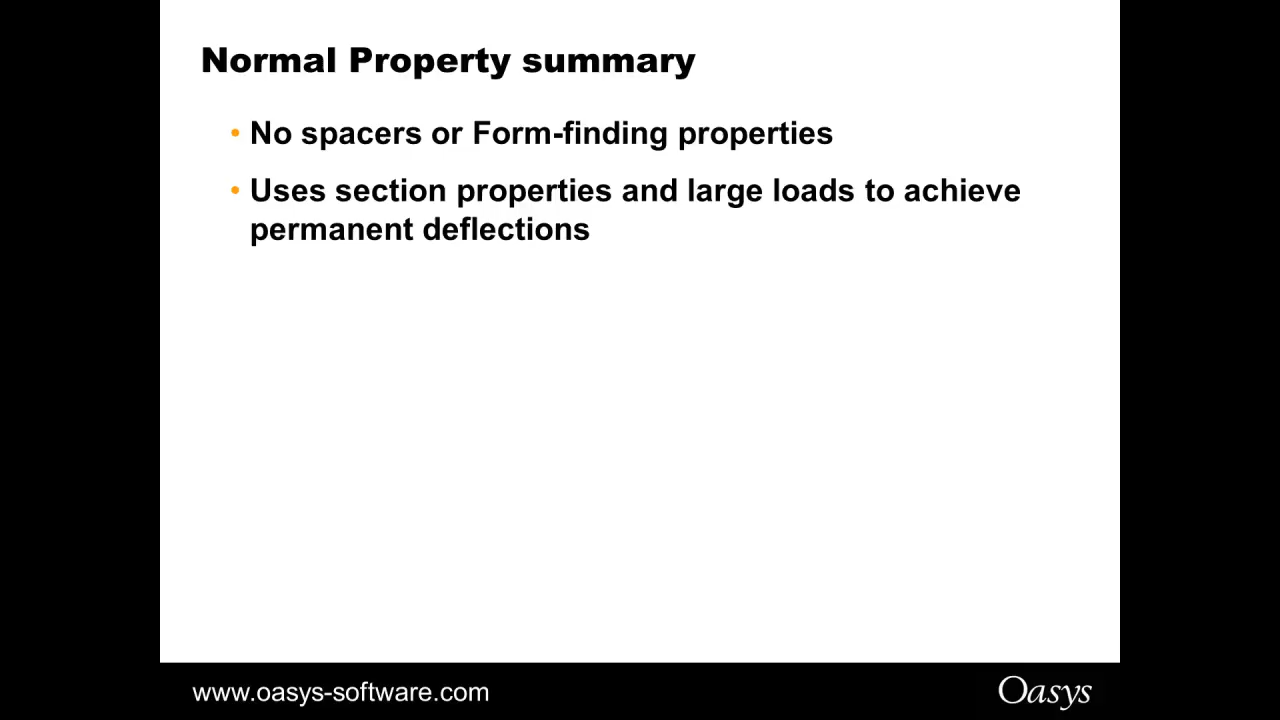 Normal Property summary
• No spacers or Form-finding properties
• Uses section properties and large loads to achieve
permanent deflections
www.oasys-software.com
Oasys